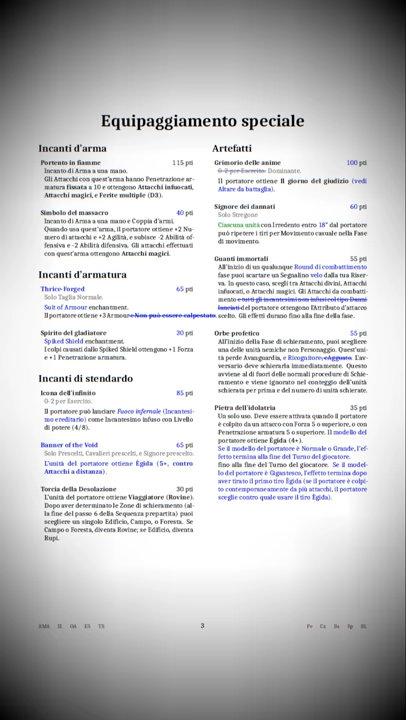 Equipaggiamento speciale
Incanti d'arma
Portento in fiamme 115 pti
Incanto di Arma a una mano.
Gli Attacchi con quest'arma hanno Penetrazione ar-
matura fissata a 10 e ottengono Attacchi infuocati,
Attacchi magici, e Ferite multiple (D3).
Simbolo del massacro 40 pti
Incanto di Arma a una mano e Coppia d'armi.
Quando usa quest'arma, il portatore ottiene +2 Nu-
mero di attacchi e +2 Agilità, e subisce -2 Abilità of-
fensiva e -2 Abilità difensiva. Gli attacchi effettuati
con quest'arma ottengono Attacchi magici.
Incanti di armatura
Thrice-Forged 65 pti
Solo Taglia Normale.
Suit of Armour enchantment.
Il portatore ottiene +3 Armour e Non può essere calpestato.
Spirito del gladiatore 30 pti
Spiked Shield enchantment.
I colpi causati dallo Spiked Shield ottengono +1 Forza
e +1 Penetrazione armatura.
Incanti di stendardo
Icona dell'infinito 85 pti
0-2 per Esercito.
Il portatore può lanciare Fuoco infernale (Incantesi-
mo ereditario) come Incantesimo infuso con Livello
di potere (4/8).
Banner of the Void 65 pti
Solo Prescelti, Cavalieri prescelti, e Signore prescelto.
L'unità del portatore ottiene Égida (5+, contro
Attacchi a distanza).
Torcia della Desolazione 30 pti
L'unità del portatore ottiene Viaggiatore (Rovine).
Dopo aver determinato le Zone di schieramento (al-
la fine del passo 6 della Sequenza prepartita) puoi
scegliere un singolo Edificio, Campo, o Foresta. Se
Campo o Foresta, diventa Rovine; se Edificio, diventa
Rupi.
Artefatti
Grimorio delle anime 100 pti
0-2 per Esercito. Dominante.
Il portatore ottiene Il giorno del giudizio (vedi
Altare da battaglia).
Signore dei dannati 60 pti
Solo Stregone
Ciascuna unità con Icredento entro 18" dal portatore
può ripetere i tiri per Movimento casuale nella Fase
di movimento.
Guanti immortali 55 pti
All'inizio di un qualunque Round di combattimento
fase puoi scartare un Segnalino velo dalla tua Riser-
va. In questo caso, scegli tra Attacchi divini, Attacchi
infuocati, o Attacchi magici. Gli Attacchi da combatti-
mento e tutti gli incantesimi non infusi col tipo Danni
lanciati del portatore ottengono l'Attributo d'attacco
scelto. Gli effetti durano fino alla fine della fase.
Orbe profetico 55 pti
All'inizio della Fase di schieramento, puoi scegliere
una delle unità nemiche non Personaggio. Quest'uni-
tà perde Avanguardia, e Ricognitore, e Agguato. L'av-
versario deve schierarla immediatamente. Questo
avviene al di fuori delle normali procedure di Schie-
ramento e viene ignorato nel conteggio dell'unità
schierata per prima e del numero di unità schierate.
Pietra dell'idolatria 35 pti
Un solo uso. Deve essere attivata quando il portatore
è colpito da un attacco con Forza 5 o superiore, o con
Penetrazione armatura 5 o superiore. Il modello del
portatore ottiene Égida (4+).
Se il modello del portatore è Normale o Grande, l'ef-
fetto termina alla fine del Turno del giocatore.
fino alla fine del Turno del giocatore. Se il model-
lo del portatore è Gigantesco, l'effetto termina dopo
aver tirato il primo tiro Égida (se il portatore è colpi-
to contemporaneamente da più attacchi, il portatore
sceglie contro quale usare il tiro Égida).
3